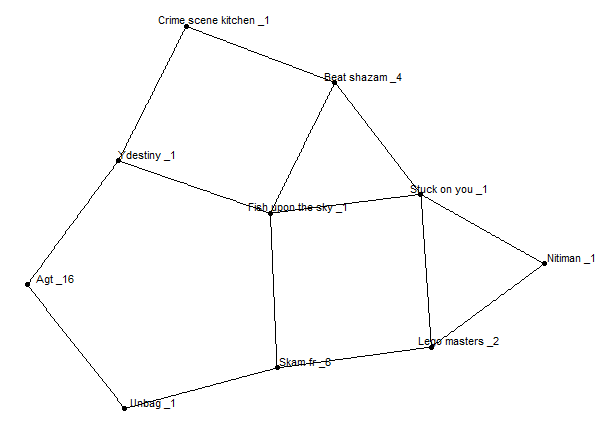 Crime scene kitchen _1
Beat shazam _4
Y destiny _1
Stuck on you _1
Fish upon the sky _1
Nitiman _1
Agt _16
Lego masters _2
Skam fr _8
Unbag _1